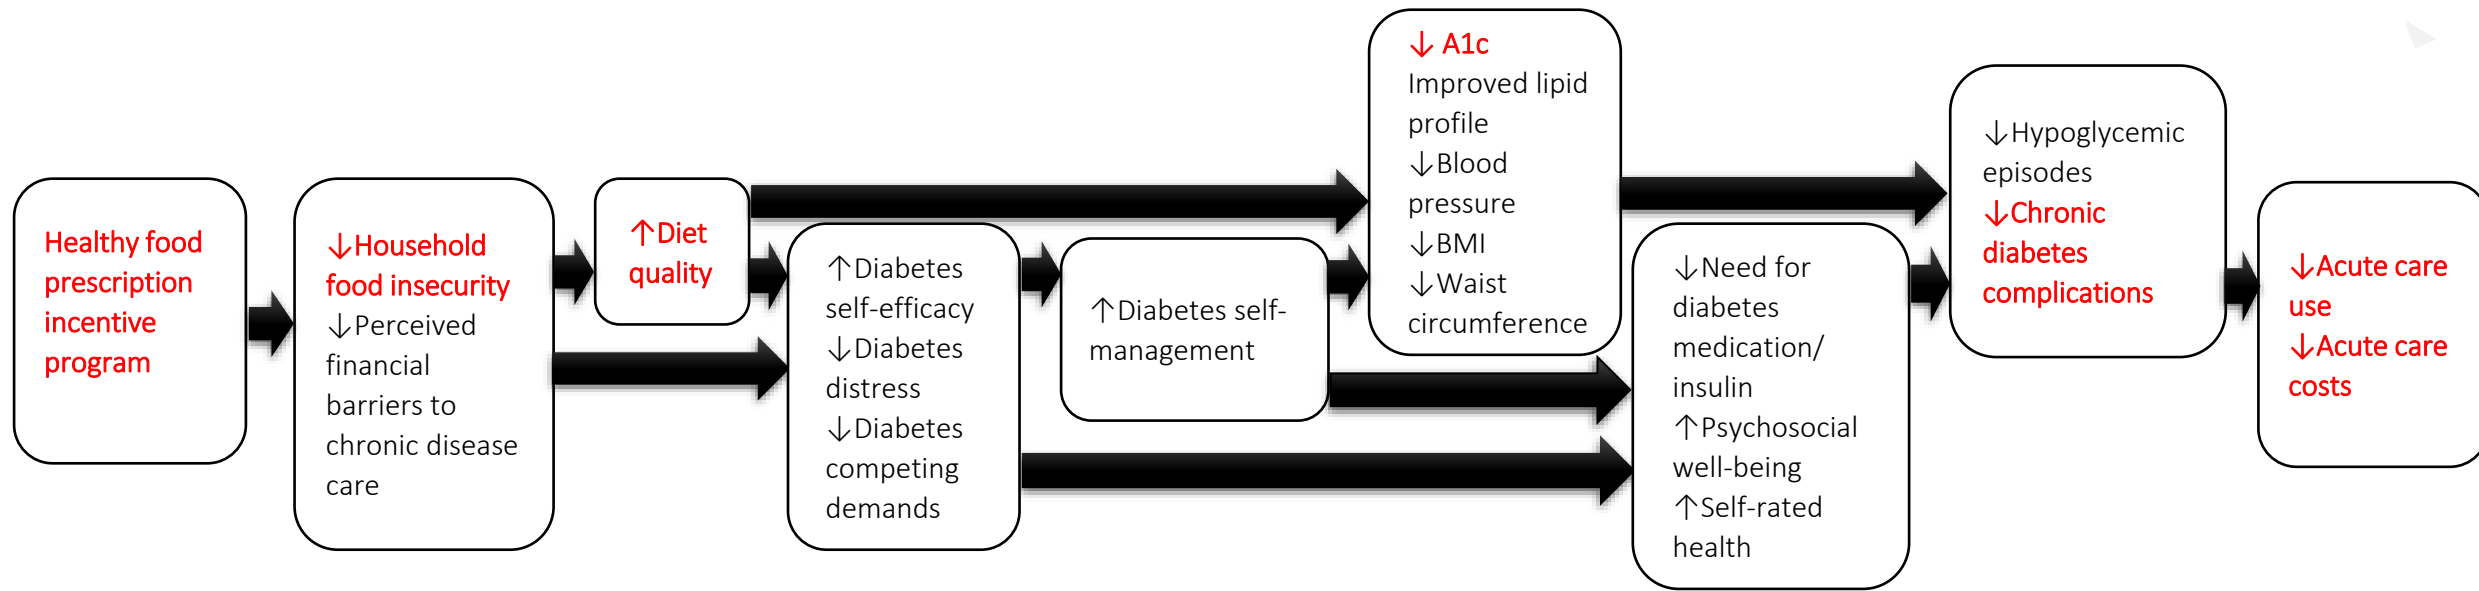 Healthy food
prescription
incentive
program
↓Household
food insecurity
↓Perceived
financial
barriers to
chronic disease
care
↑Diet
quality
↑Diabetes
self-efficacy
↓Diabetes
distress
↓Diabetes
competing
demands
↑Diabetes self-
management
↓ A1c
Improved lipid
profile
↓Blood
pressure
↓BMI
↓Waist
circumference
↓Need for
diabetes
medication/
insulin
↑Psychosocial
well-being
↑Self-rated
health
↓Hypoglycemic
episodes
↓Chronic
diabetes
complications
↓Acute care
use
↓Acute care
costs